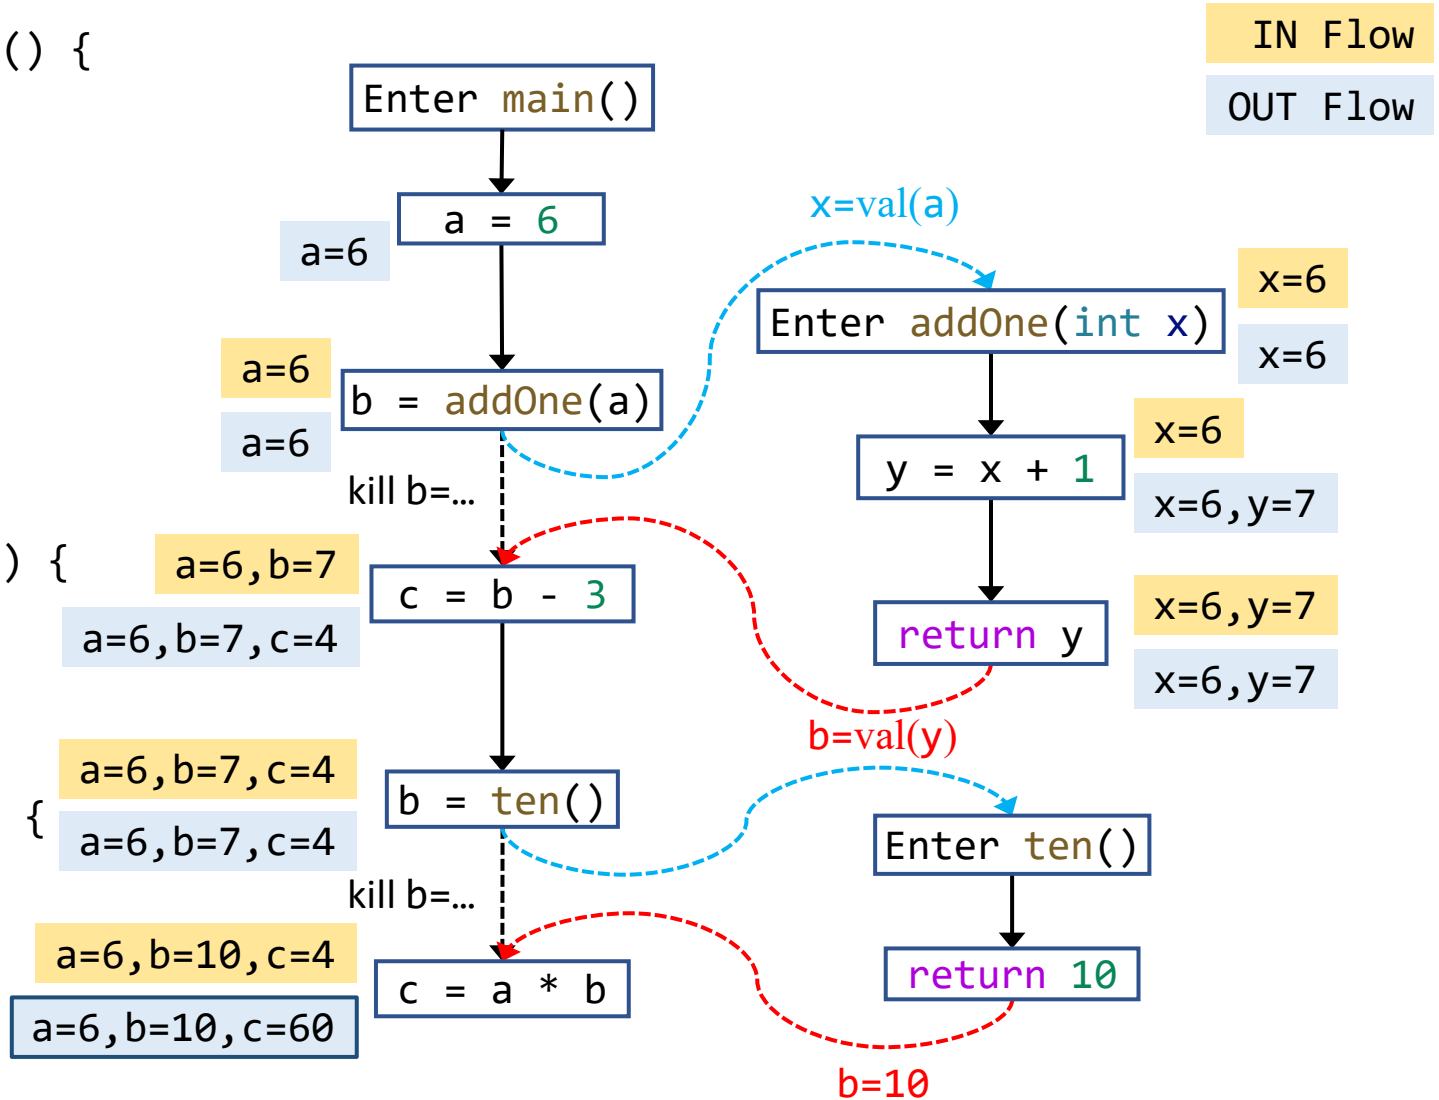 () {
IN Flow
OUT Flow
Enter main()
a = 6
a=6
x=val(a)
x=6
Enter addOne(int x)
x=6
a=6
b = addOne(a)
a=6
x=6
y = x + 1
x=6,y=7
kill b=…
) {
a=6,b=7
c = b - 3
a=6,b=7,c=4
x=6,y=7
return y
x=6,y=7
b=val(y)
a=6,b=7,c=4
b = ten()
{
a=6,b=7,c=4
Enter ten()
kill b=…
a=6,b=10,c=4
c = a * b
a=6,b=10,c=60
return 10
b=10